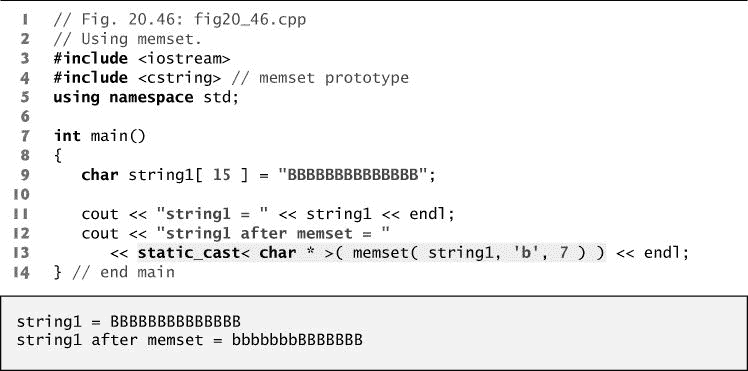 1 // Fig. 20.46: fig20_46.cpp
2 // Using memset.
3 #include <iostream>
4 #include <cstring> // memset prototype
5 using namespace std;
6
7 int main()
8 {
9 char string1[ 15 ] = "BBBBBBBBBBBBBB";
10
11 cout << "string1 = " << string1 << endl;
12 cout << "string1 after memset = "
13 << static_cast< char * >( memset( string1, 'b', 7 ) ) << endl;
14 } // end main
string1 = BBBBBBBBBBBBBB
string1 after memset = bbbbbbbBBBBBBB